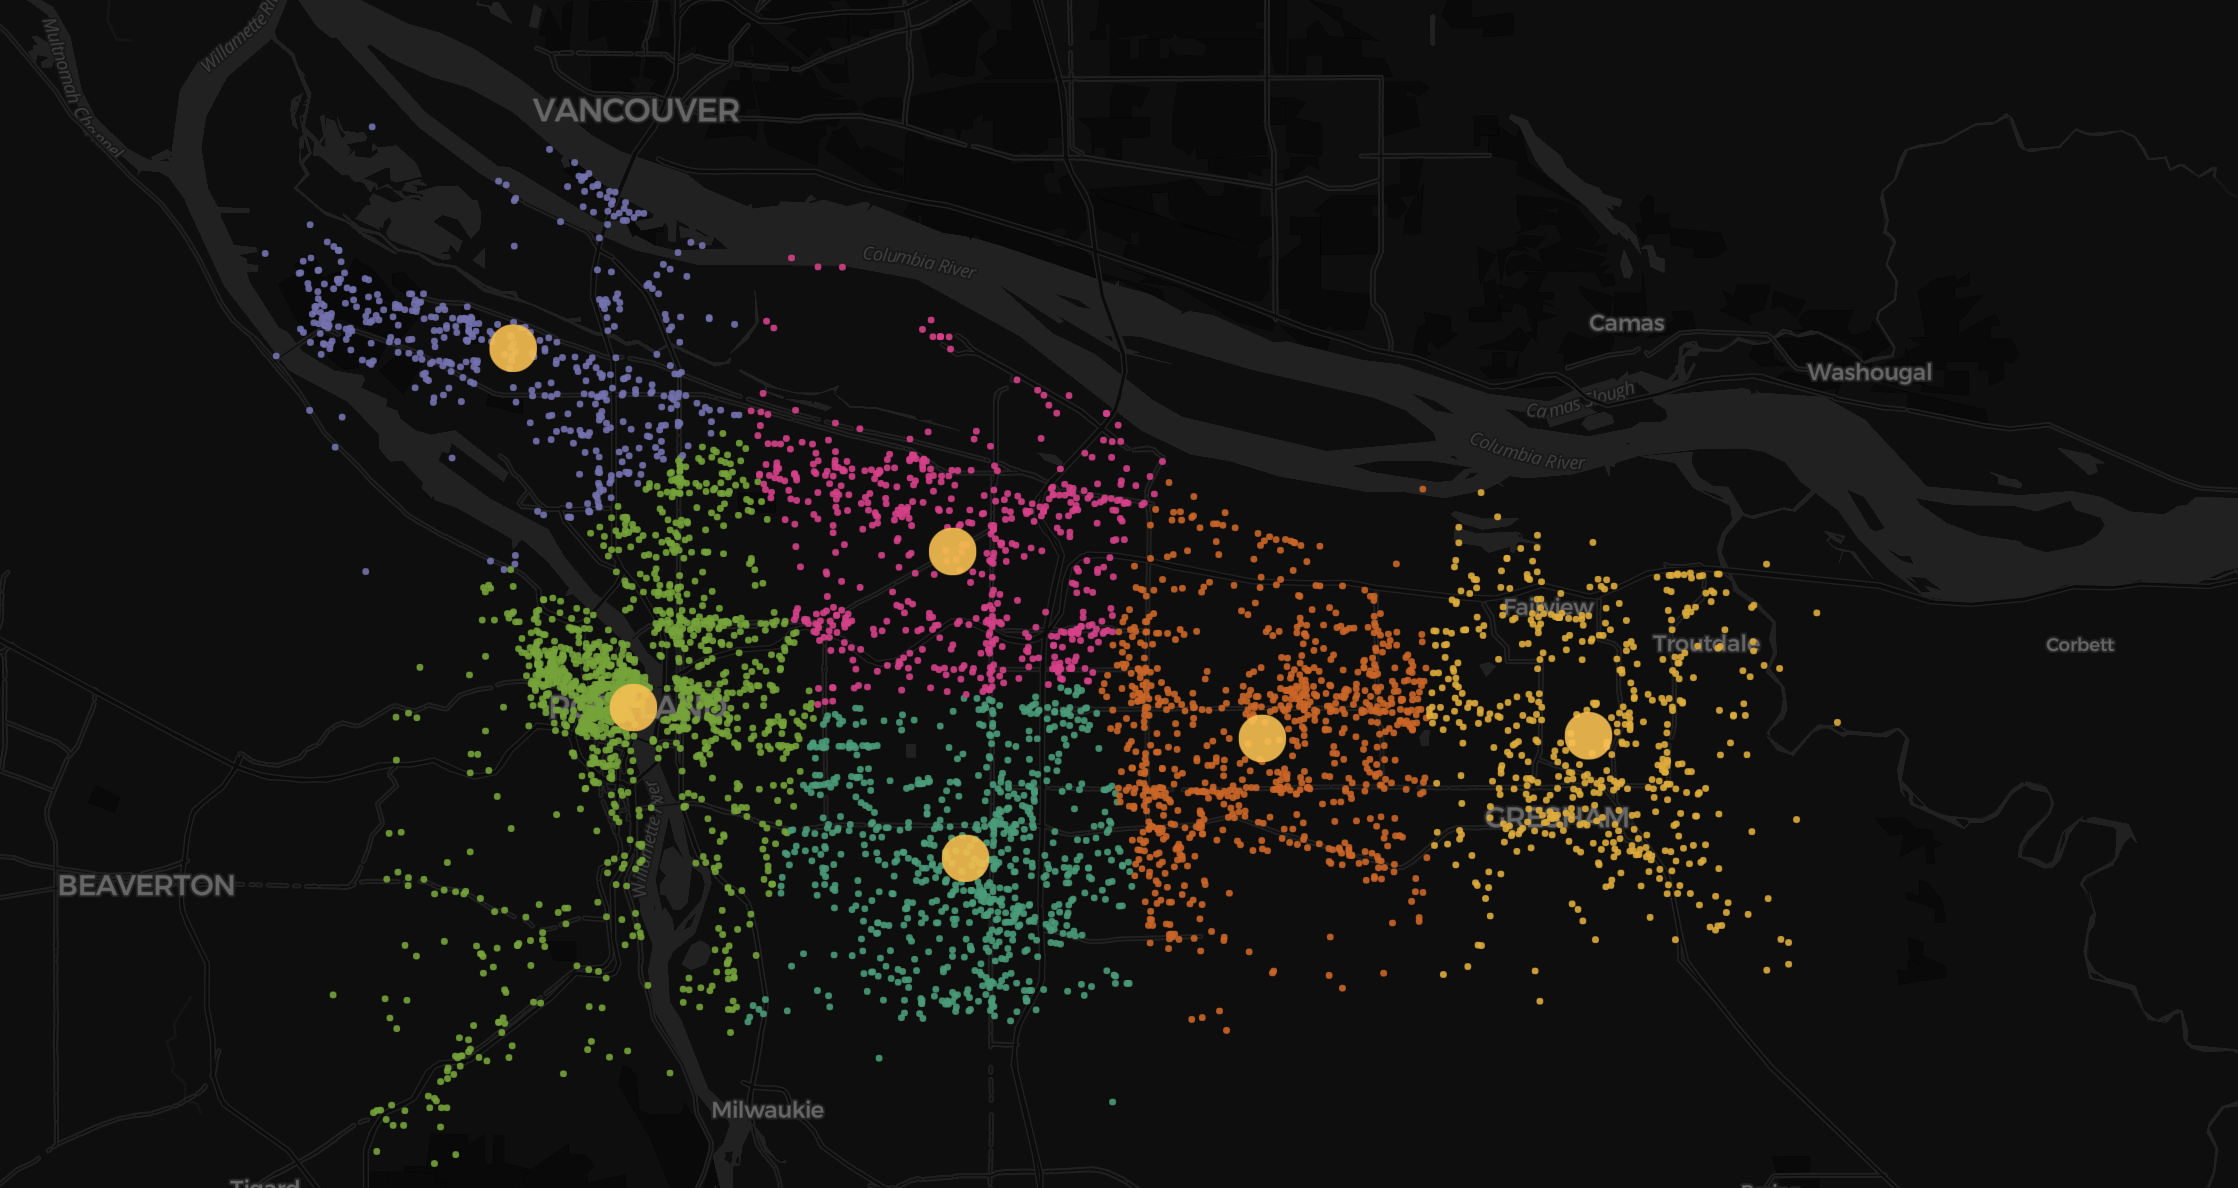 Multnomah Channel
Willamette Ri
VANCOUVER
Columbia River
Camas
Washougal
Camas Slough
Columbia River
Fairview
Troutdale
Corbett
PORTLAND
Willamette River
GRESHAM
BEAVERTON
Milwaukie
Tigard